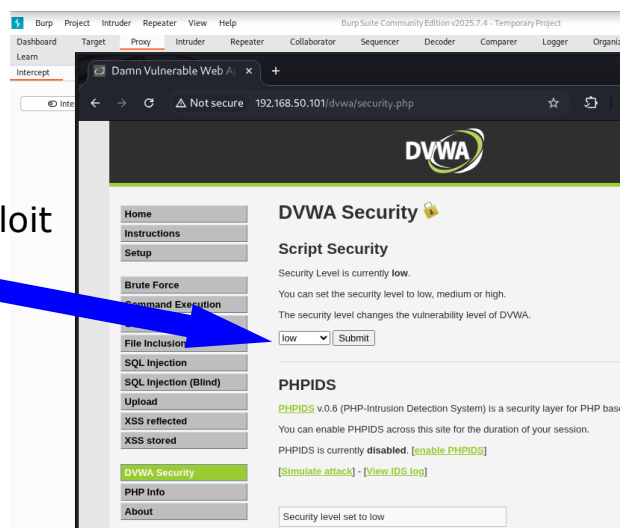 Burp Project Intruder Repeater View Help Burp Suite Community Edition v2025.7.4 - Temporary Project
Dashboard Target Proxy Intruder Repeater Collaborator Sequencer Decoder Comparer Logger
Learn
Intercept
Damn Vulnerable Web
Not secure 192.168.50.101/dvwa/security.php
DVWA
loit
Home
Instructions
Setup
Brute Force
Command Execution
File Inclusion
SQL Injection
SQL Injection (Blind)
Upload
XSS reflected
XSS stored
DVWA Security
PHP Info
About
DVWA Security
Script Security
Security Level is currently low.
You can set the security level to low, medium or high.
The security level changes the vulnerability level of DVWA.
low Submit
PHPIDS
PHPIDS v.0.6 (PHP-Intrusion Detection System) is a security layer for PHP bas
You can enable PHPIDS across this site for the duration of your session.
PHPIDS is currently disabled. [enable PHPIDS]
[Simulate attack] - [View IDS log]
Security level set to low